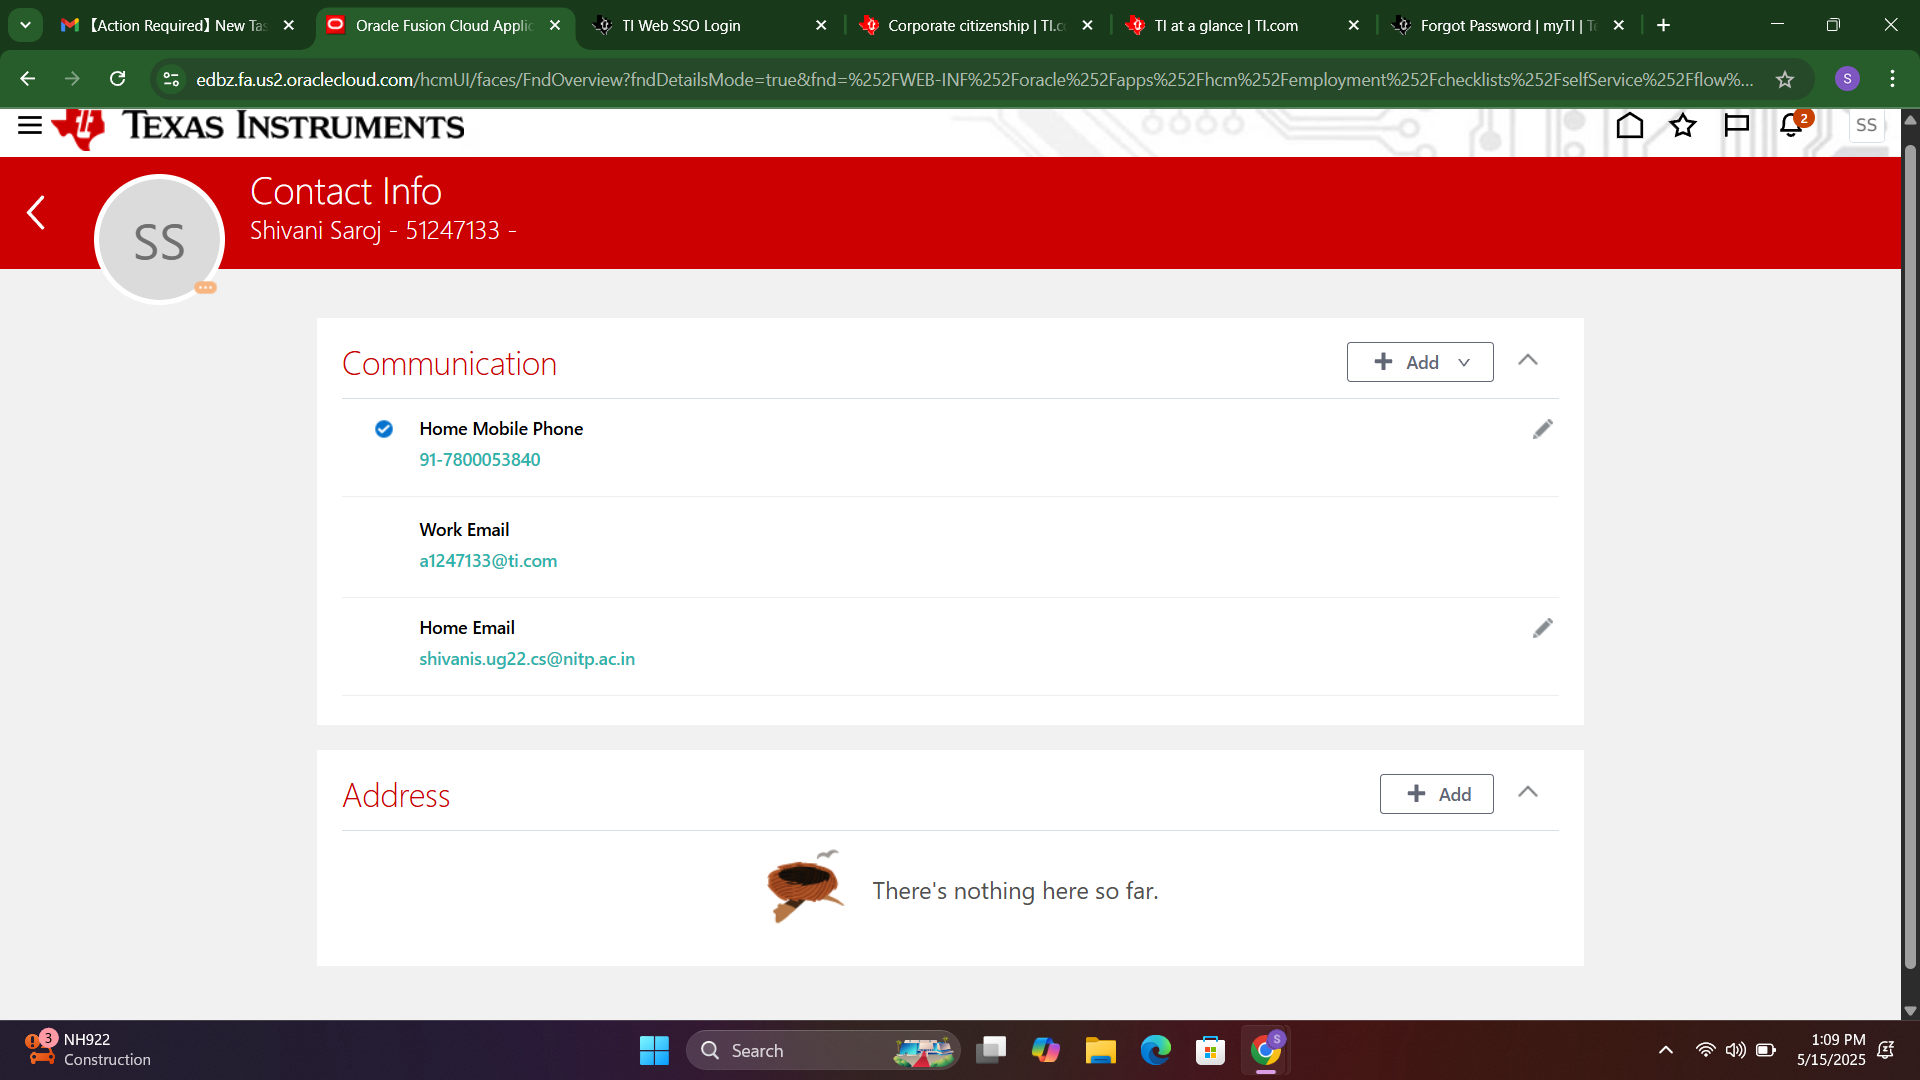 【Action Required】New Tas
Oracle Fusion Cloud Applic
TI Web SSO Login
Corporate citizenship | TI.c
TI at a glance | TI.com
Forgot Password | myTI | Te
edbz.fa.us2.oraclecloud.com/hcmUI/faces/FndOverview?fndDetailsMode=true&fnd=%252FWEB-INF%252Foracle%252Fapps%252Fhcm%252Femployment%252Fchecklists%252FselfService%252Fflow%...
S
TEXAS INSTRUMENTS
2
SS
SS
Contact Info
Shivani Saroj - 51247133 -
Communication
Add
Home Mobile Phone
91-7800053840
Work Email
a1247133@ti.com
Home Email
shivanis.ug22.cs@nitp.ac.in
Address
Add
There's nothing here so far.
3
NH922
Construction
Search
S
1:09 PM
5/15/2025